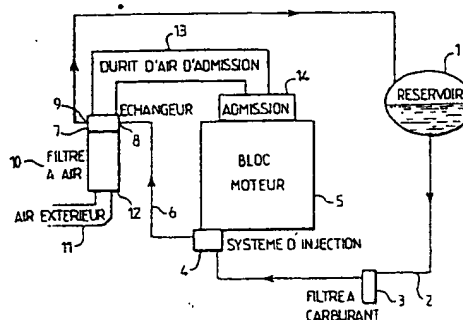 13
DURIT D'AIR D'ADMISSION
1
RESERVOIR
14
9
ECHANGEUR
ADMISSION
7
8
10
FILTRE
A AIR
BLOC
MOTEUR
5
AIR EXTERIEUR
12
6
11
4
SYSTEME D'INJECTION
2
3
FILTRE A
CARBURANT